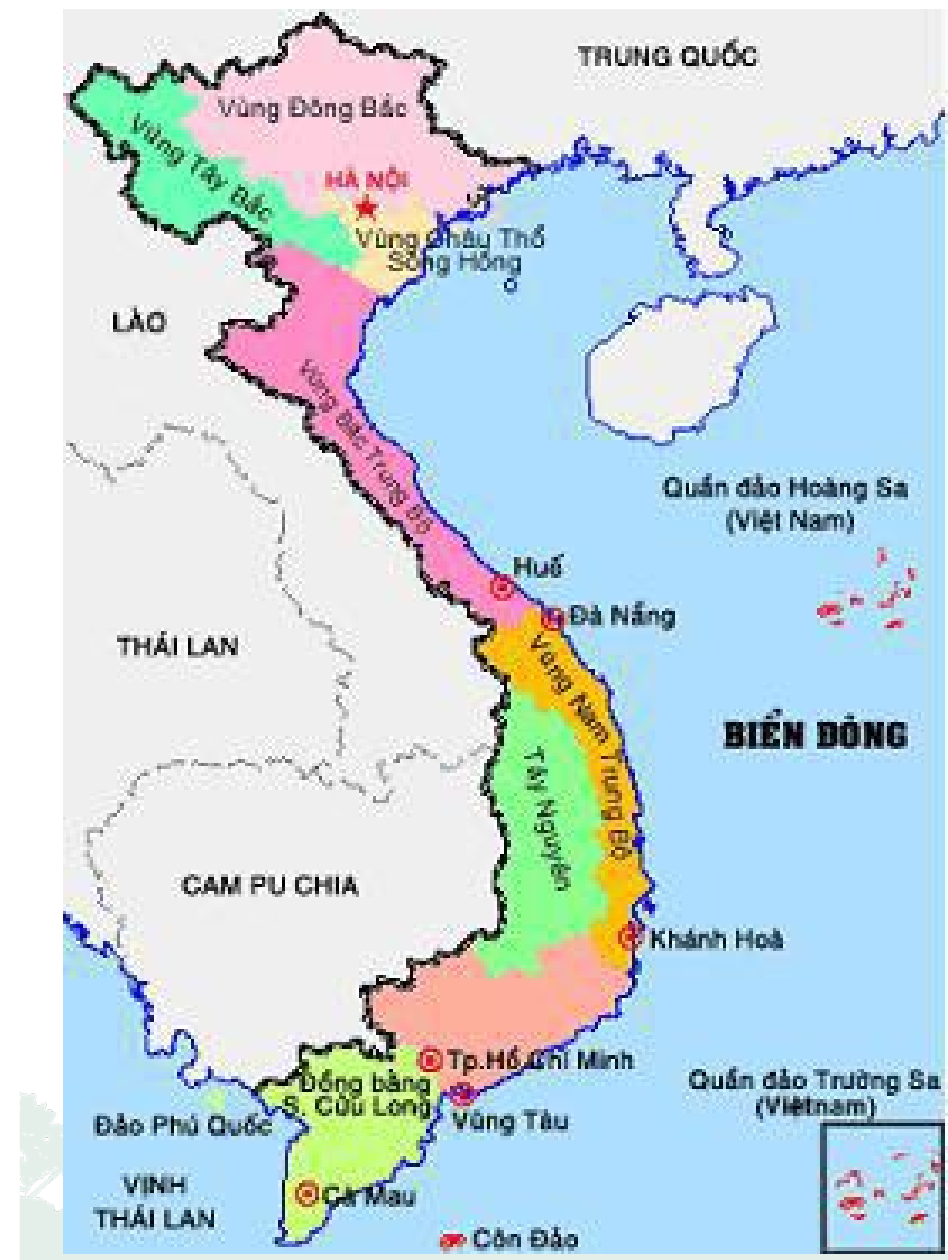 TRUNG QUỐC
Vùng Đông Bắc
Vùng Tây Bắc
HÀ NỘI
Vùng Châu Thổ
Sông Hồng
LÀO
Vùng Bắc Trung Bộ
Quần đảo Hoàng Sa
(Việt Nam)
Huế
Đà Nẵng
THÁI LAN
Vùng Nam Trung Bộ
BIỂN ĐÔNG
Tây Nguyên
CAM PU CHIA
Khánh Hoà
Tp.Hồ Chí Minh
Đồng bằng
S. Cửu Long
Quần đảo Trường Sa
(Viêtnam)
Vũng Tàu
Đảo Phú Quốc
VINH
THÁI LAN
Cà Mau
Côn Đảo